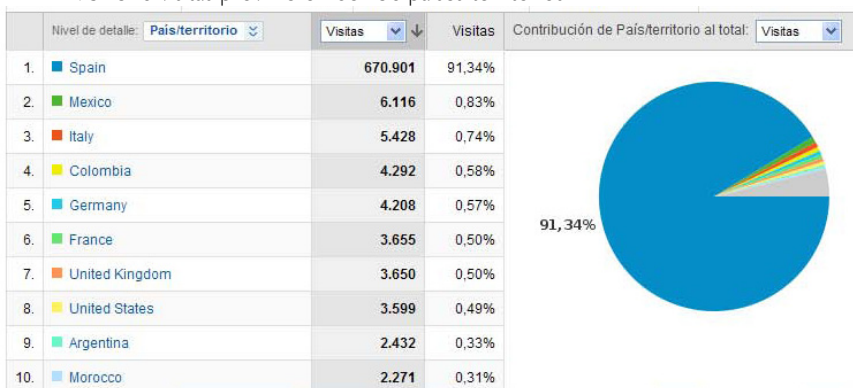 Nivel de detalle: País/territorio Visitas Visitas Contribución de País/territorio al total: Visitas
1. Spain 670.901 91,34%
2. Mexico 6.116 0,83%
3. Italy 5.428 0,74%
4. Colombia 4.292 0,58%
5. Germany 4.208 0,57%
6. France 3.655 0,50%
7. United Kingdom 3.650 0,50%
8. United States 3.599 0,49%
9. Argentina 2.432 0,33%
10. Morocco 2.271 0,31%
91,34%